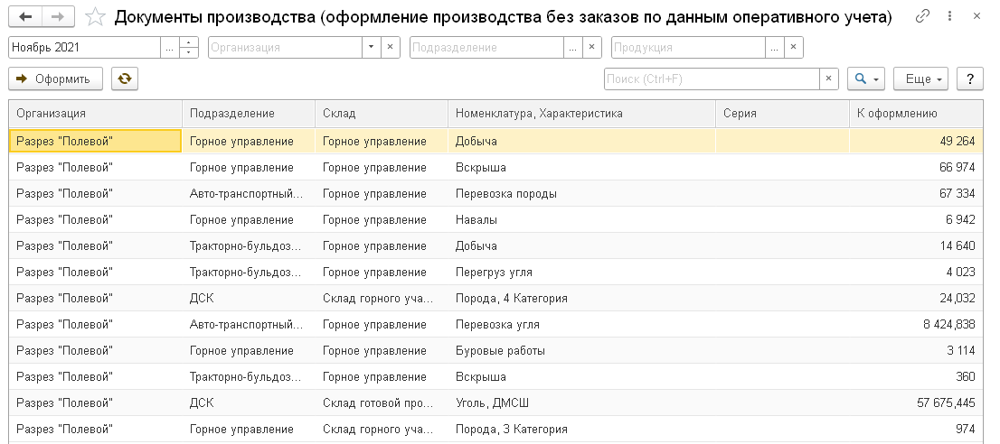 Документы производства (оформление производства без заказов по данным оперативного учета)
Ноябрь 2021 ... Организация Подразделение ... Продукция ...
Оформить Поиск (Ctrl+F) Еще ?
Организация Подразделение Склад Номенклатура, Характеристика Серия К оформлению
Разрез "Полевой" Горное управление Горное управление Добыча 49 264
Разрез "Полевой" Горное управление Горное управление Вскрыша 66 974
Разрез "Полевой" Авто-транспортный... Горное управление Перевозка породы 67 334
Разрез "Полевой" Горное управление Горное управление Навалы 6 942
Разрез "Полевой" Тракторно-бульдоз... Горное управление Добыча 14 640
Разрез "Полевой" Тракторно-бульдоз... Горное управление Перегруз угля 4 023
Разрез "Полевой" ДСК Склад горного уча... Порода, 4 Категория 24,032
Разрез "Полевой" Авто-транспортный... Горное управление Перевозка угля 8 424,838
Разрез "Полевой" Горное управление Горное управление Буровые работы 3 114
Разрез "Полевой" Тракторно-бульдоз... Горное управление Вскрыша 360
Разрез "Полевой" ДСК Склад готовой про... Уголь, ДМСШ 57 675,445
Разрез "Полевой" Горное управление Склад горного уча... Порода, 3 Категория 974